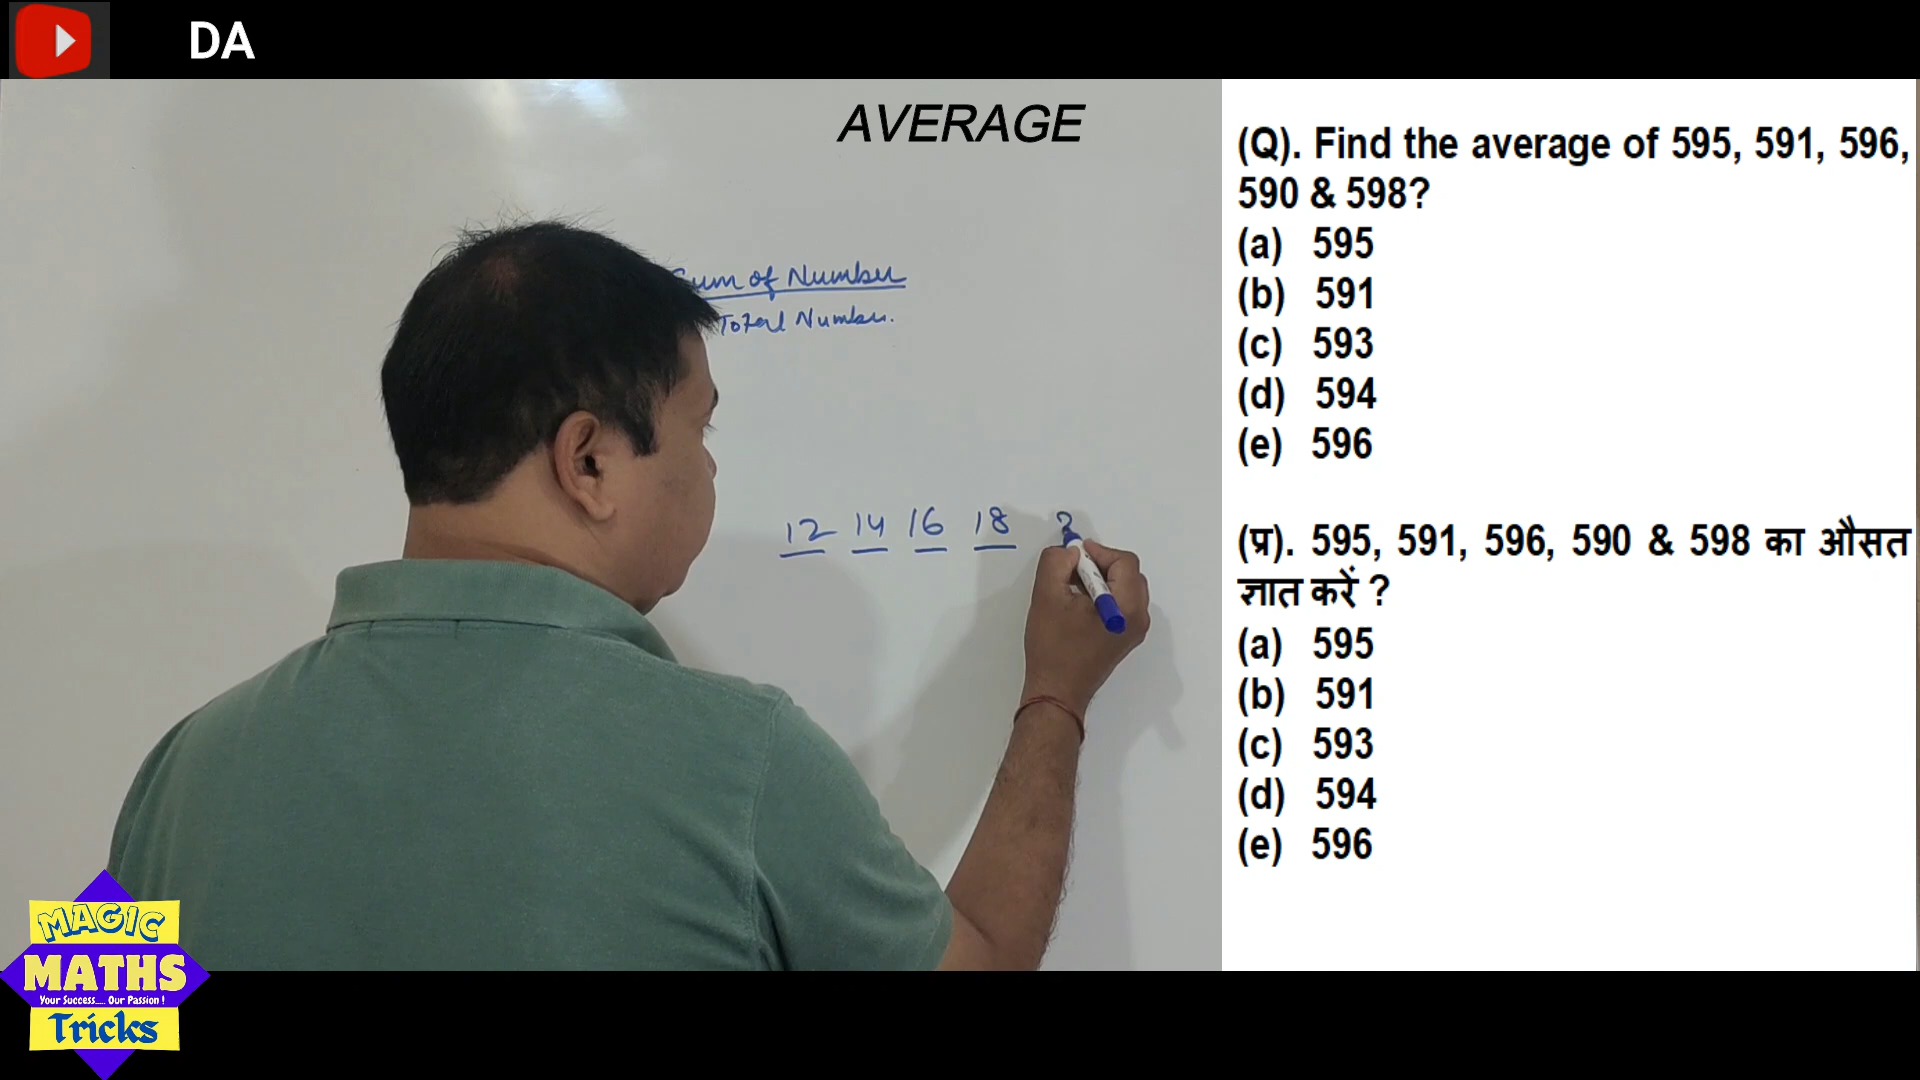 DA
AVERAGE
Sum of Number
Total Number.
12 14 16 18
(Q). Find the average of 595, 591, 596,
590 & 598?
(a) 595
(b) 591
(c) 593
(d) 594
(e) 596
(प्र). 595, 591, 596, 590 & 598 का औसत
ज्ञात करें ?
(a) 595
(b) 591
(c) 593
(d) 594
(e) 596
MAGIC
MATHS
Your Success.... Our Passion !
Tricks